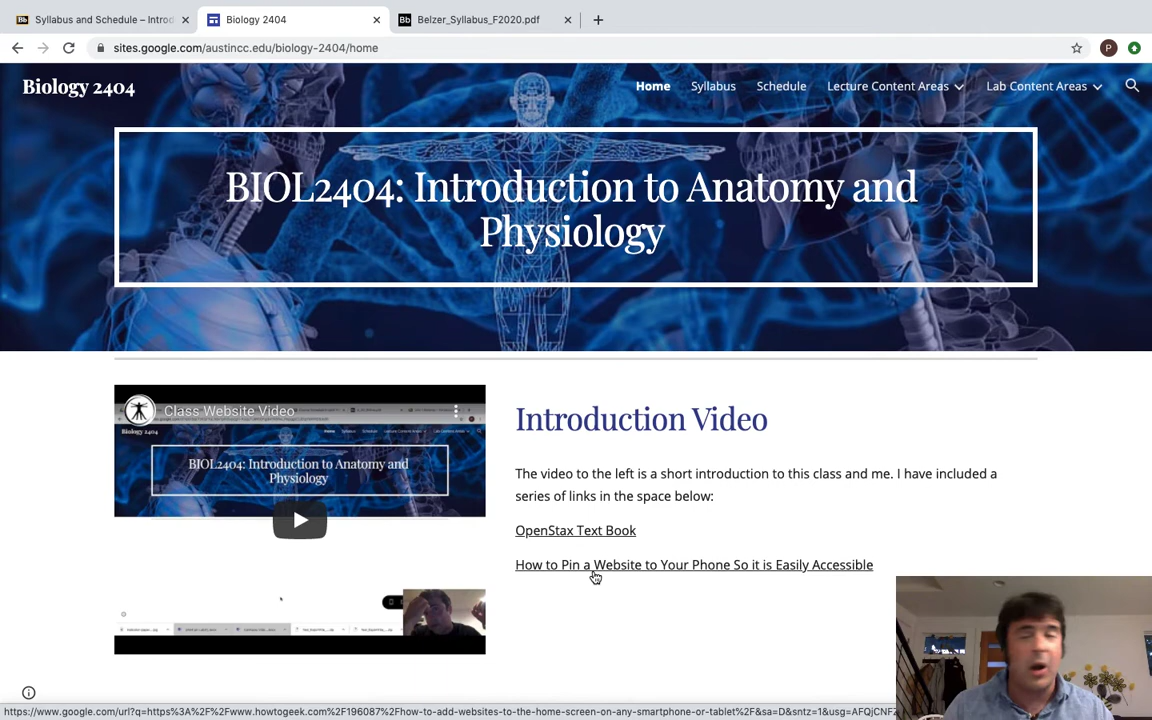 Syllabus and Schedule – Introd
Biology 2404
Belzer_Syllabus_F2020.pdf
sites.google.com/austincc.edu/biology-2404/home
P
Biology 2404
Home
Syllabus
Schedule
Lecture Content Areas
Lab Content Areas
BIOL2404: Introduction to Anatomy and
Physiology
Class Website Video
Biology 2404
BIOL2404: Introduction to Anatomy and
Physiology
Introduction Video
The video to the left is a short introduction to this class and me. I have included a
series of links in the space below:
OpenStax Text Book
How to Pin a Website to Your Phone So it is Easily Accessible
https://www.google.com/url?q=https%3A%2F%2Fwww.howtogeek.com%2F196087%2Fhow-to-add-websites-to-the-home-screen-on-any-smartphone-or-tablet%2F&sa=D&sntz=1&usg=AFQjCNFZ